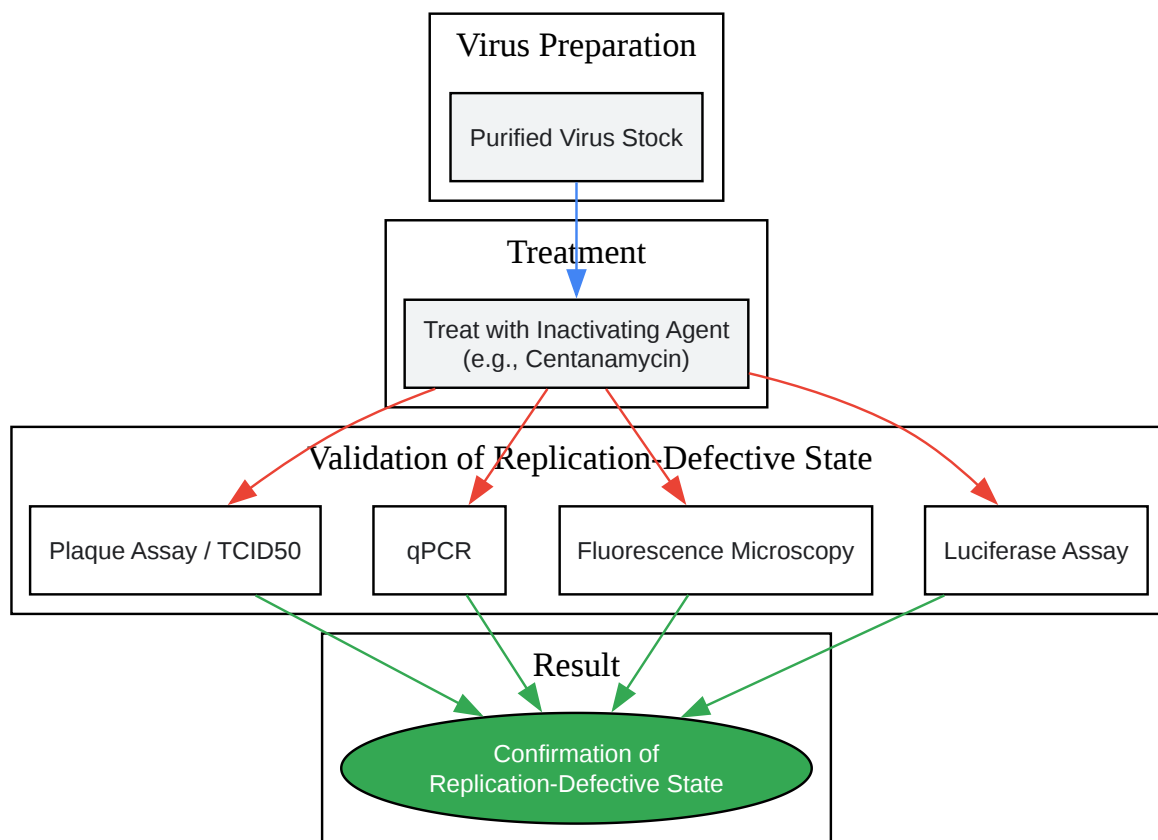 Virus Preparation
Purified Virus Stock
Treatment
Treat with Inactivating Agent
(e.g., Centanamycin)
Validation of Replication-Defective State
Plaque Assay / TCID50
qPCR
Fluorescence Microscopy
Luciferase Assay
Result
Confirmation of
Replication-Defective State